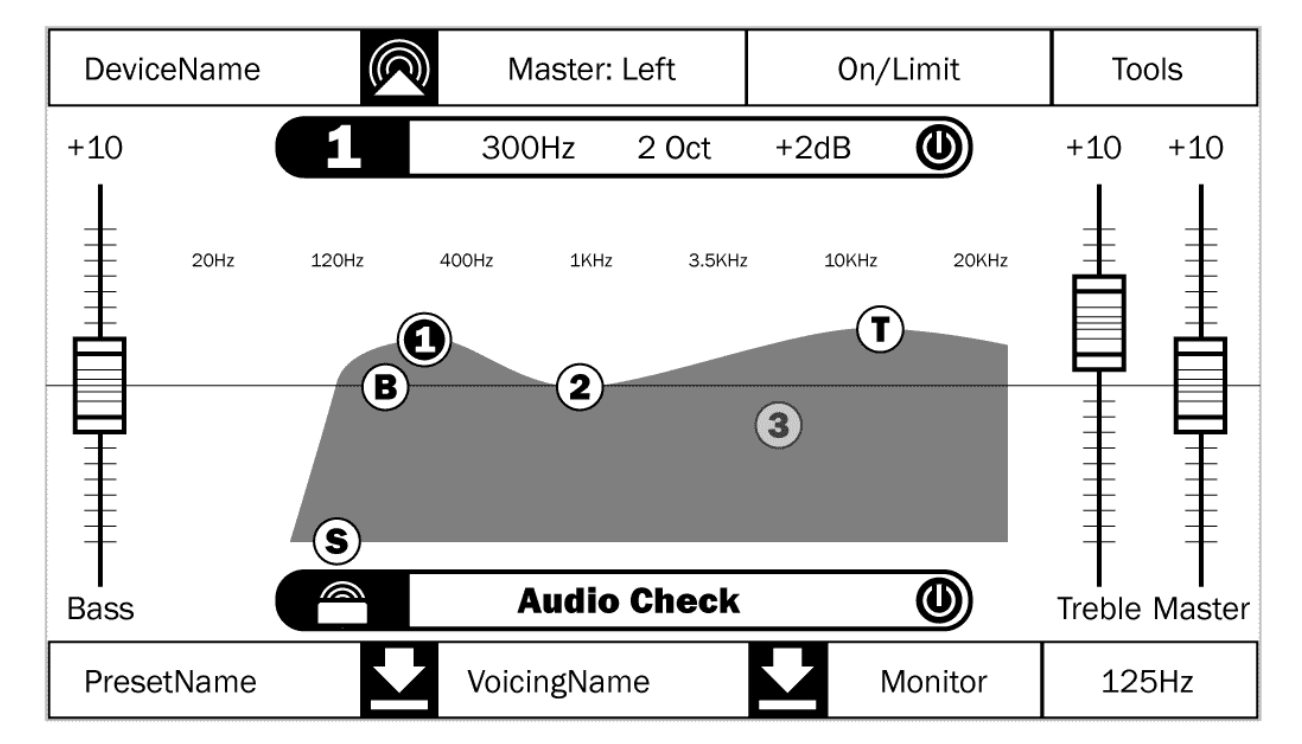 DeviceName Master: Left On/Limit Tools
+10 1 300Hz 2 Oct +2dB +10 +10
20Hz 120Hz 400Hz 1KHz 3.5KHz 10KHz 20KHz
1 T
B 2
3
S
Bass Audio Check Treble Master
PresetName VoicingName Monitor 125Hz